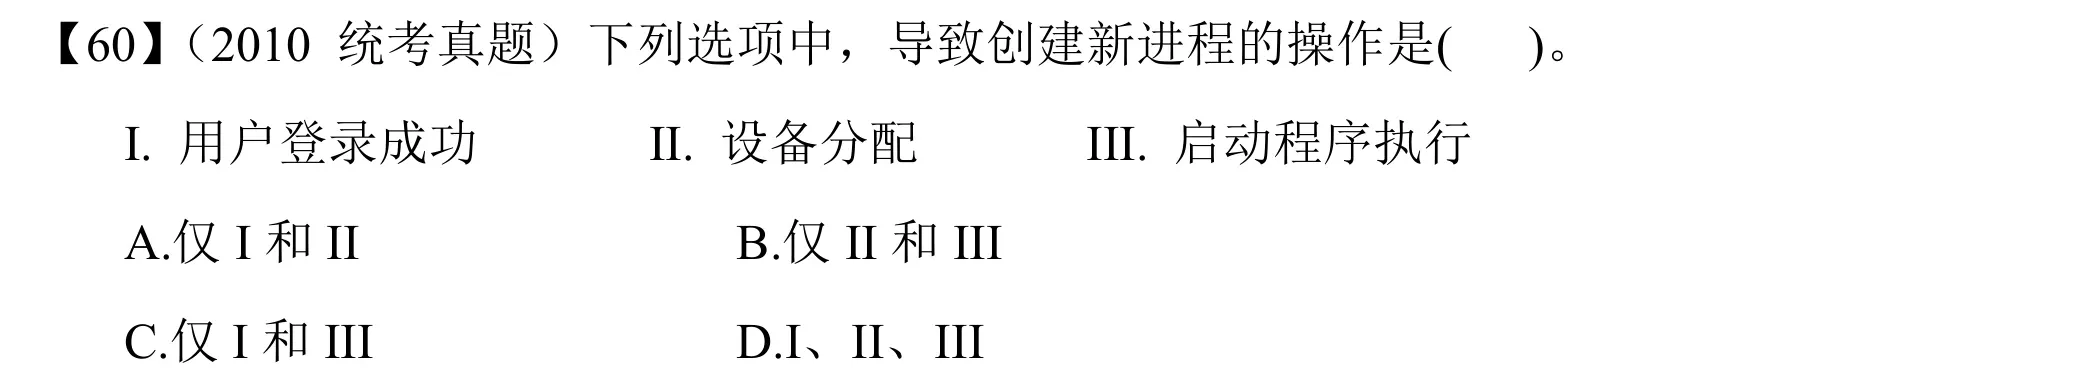 【60】（2010 统考真题）下列选项中，导致创建新进程的操作是( )。
I. 用户登录成功 II. 设备分配 III. 启动程序执行
A.仅 I 和 II B.仅 II 和 III
C.仅 I 和 III D.I、II、III